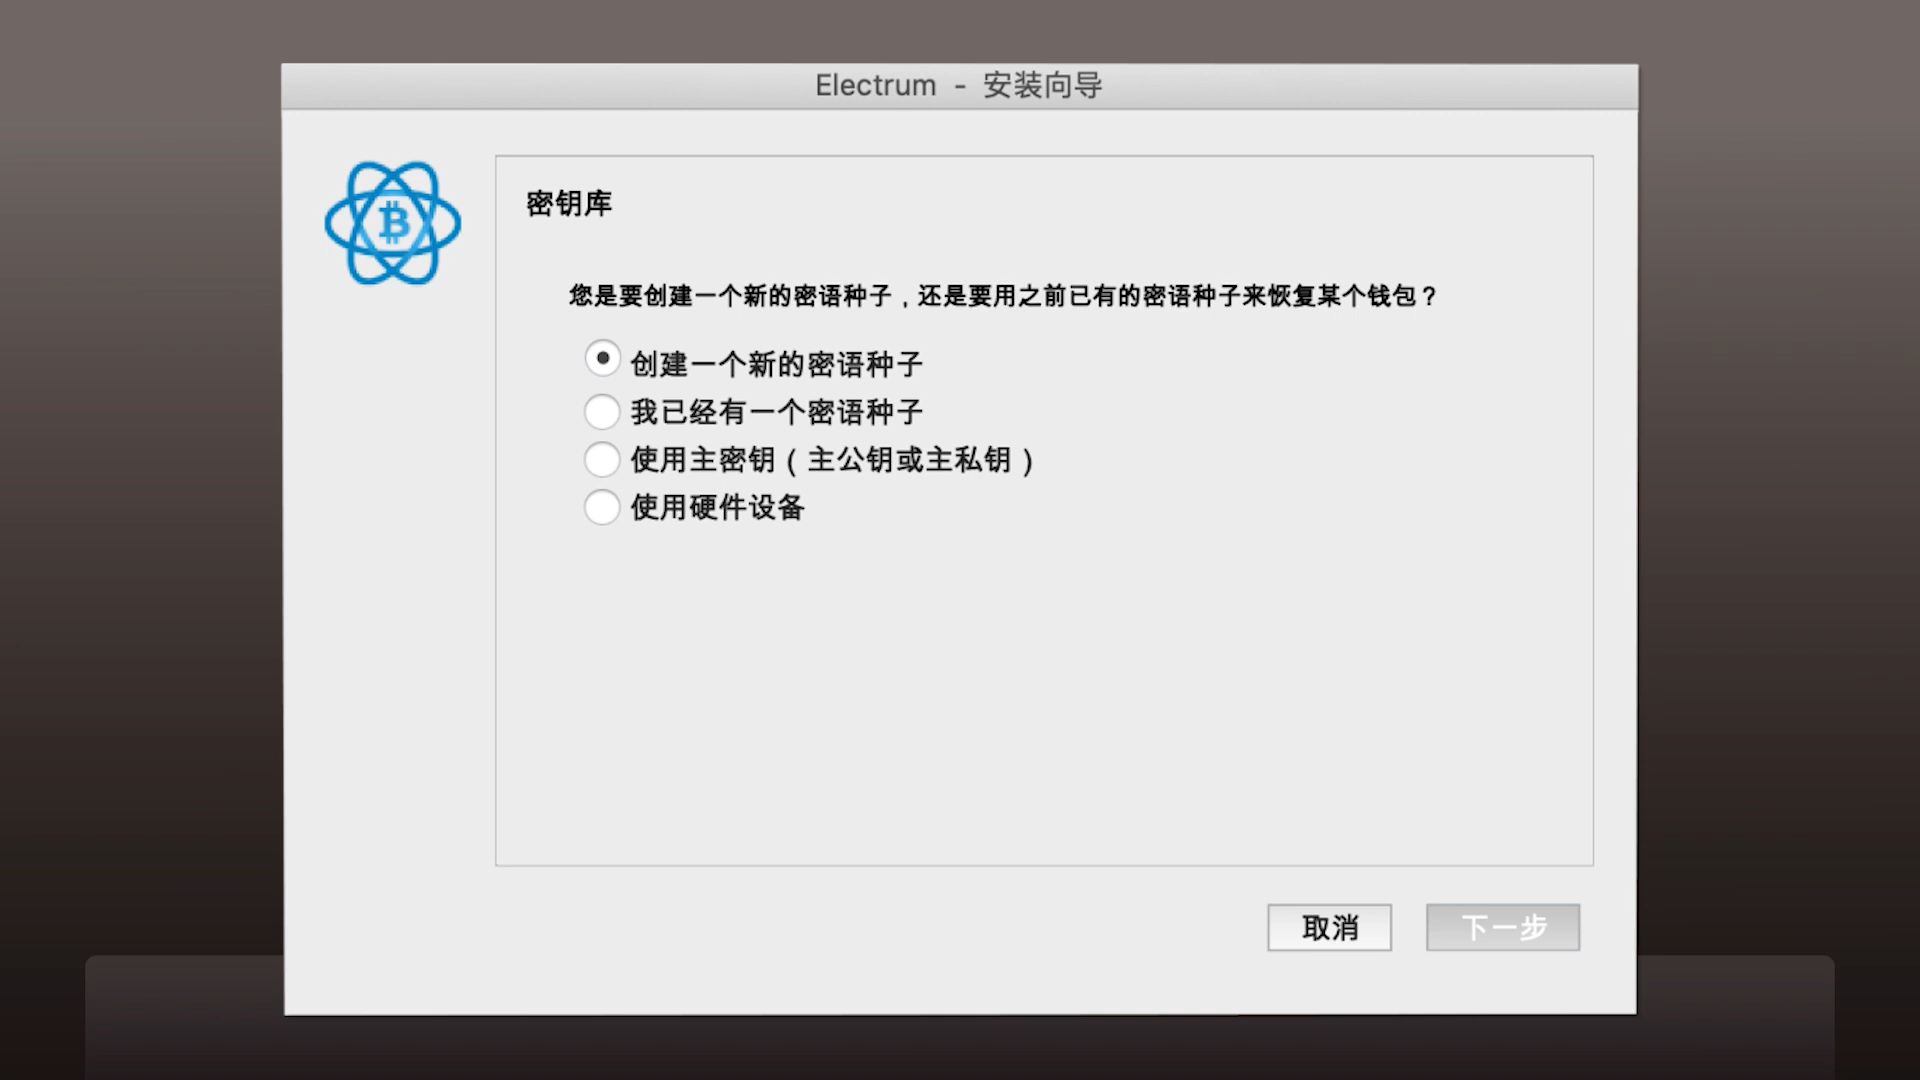 Electrum - 安装向导
密钥库
您是要创建一个新的密语种子，还是要用之前已有的密语种子来恢复某个钱包？
创建一个新的密语种子
我已经有一个密语种子
使用主密钥（主公钥或主私钥）
使用硬件设备
取消
下一步